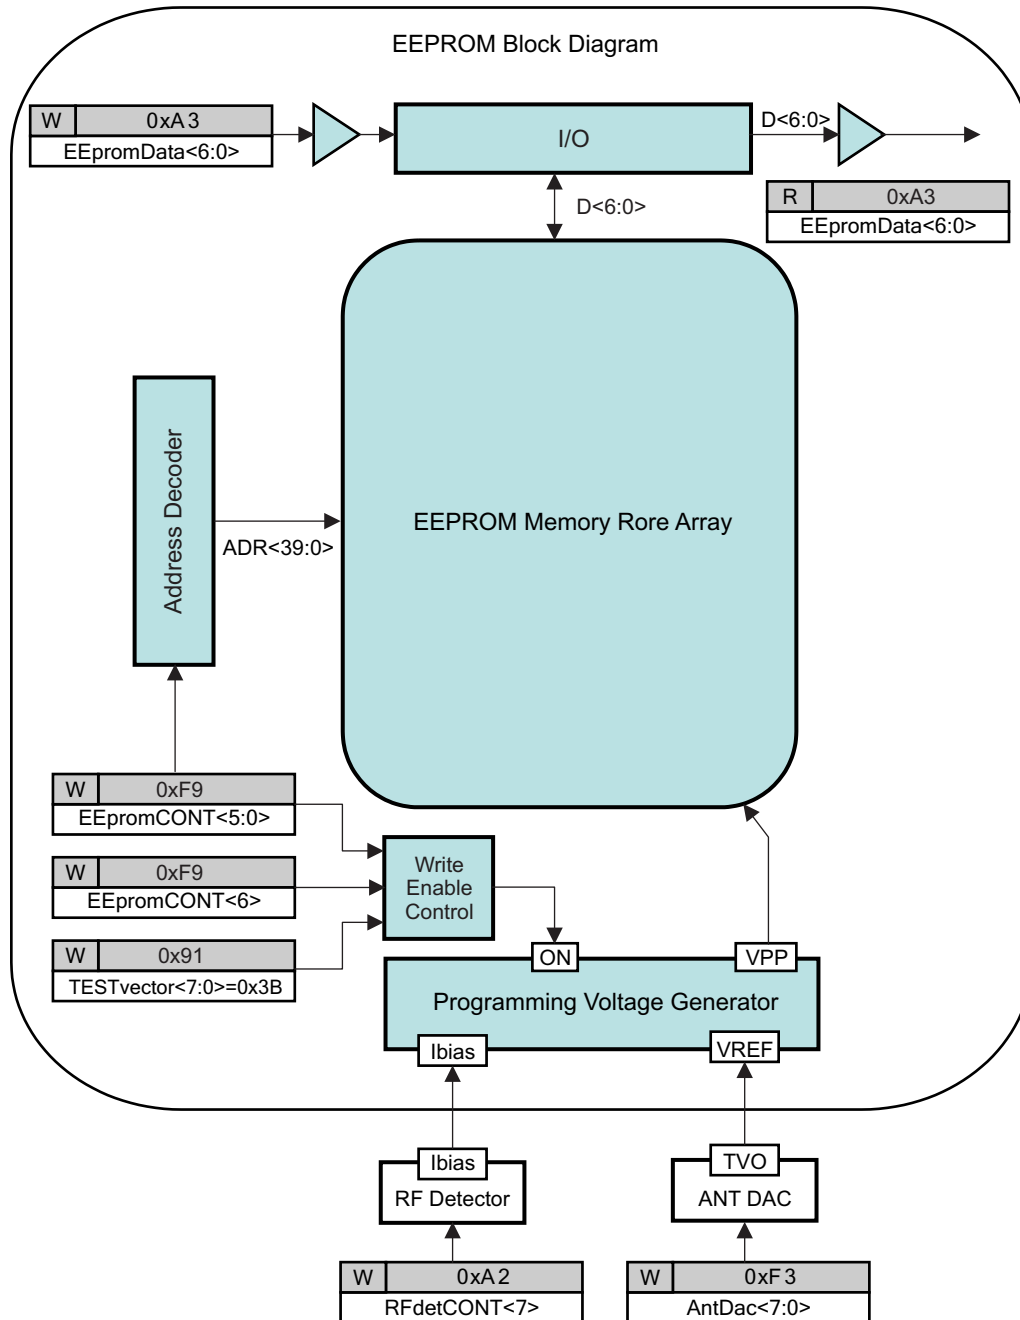 EEPROM Block Diagram
W 0xA3
EEpromData<6:0>
I/O
D<6:0>
R 0xA3
EEpromData<6:0>
D<6:0>
Address Decoder
ADR<39:0>
EEPROM Memory Rore Array
W 0xF9
EEpromCONT<5:0>
W 0xF9
EEpromCONT<6>
W 0x91
TESTvector<7:0>=0x3B
Write
Enable
Control
ON
VPP
Programming Voltage Generator
Ibias
VREF
Ibias
RF Detector
TVO
ANT DAC
W 0xA2
RFdetCONT<7>
W 0xF3
AntDac<7:0>